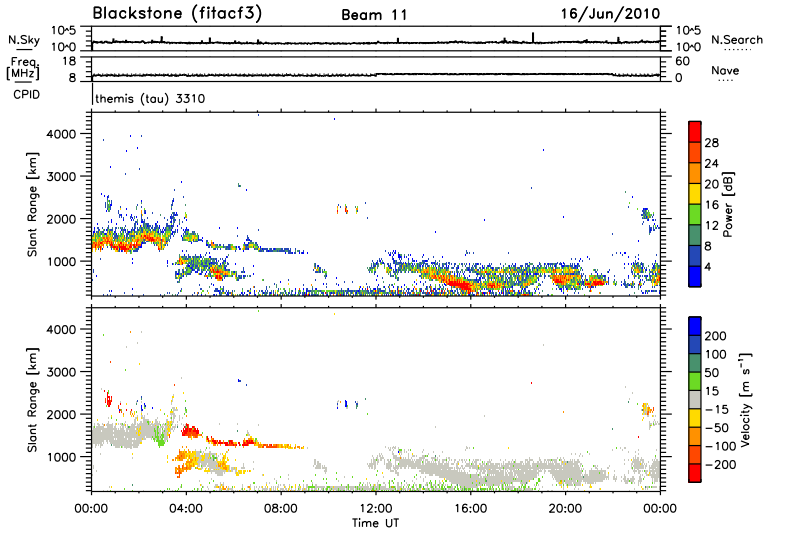 Blackstone (fitacf3) Beam 11 16/Jun/2010
N.Sky 10^5 10^0 10^5 10^0 N.Search
Freq. [MHz] 18 8 60 0 Nave
CPID themis (tau) 3310
Slant Range [km] 4000 3000 2000 1000
Power [dB] 28 24 20 16 12 8 4
Slant Range [km] 4000 3000 2000 1000
Velocity [m s^-1] 200 100 50 15 -15 -50 -100 -200
00:00 04:00 08:00 12:00 16:00 20:00 00:00
Time UT